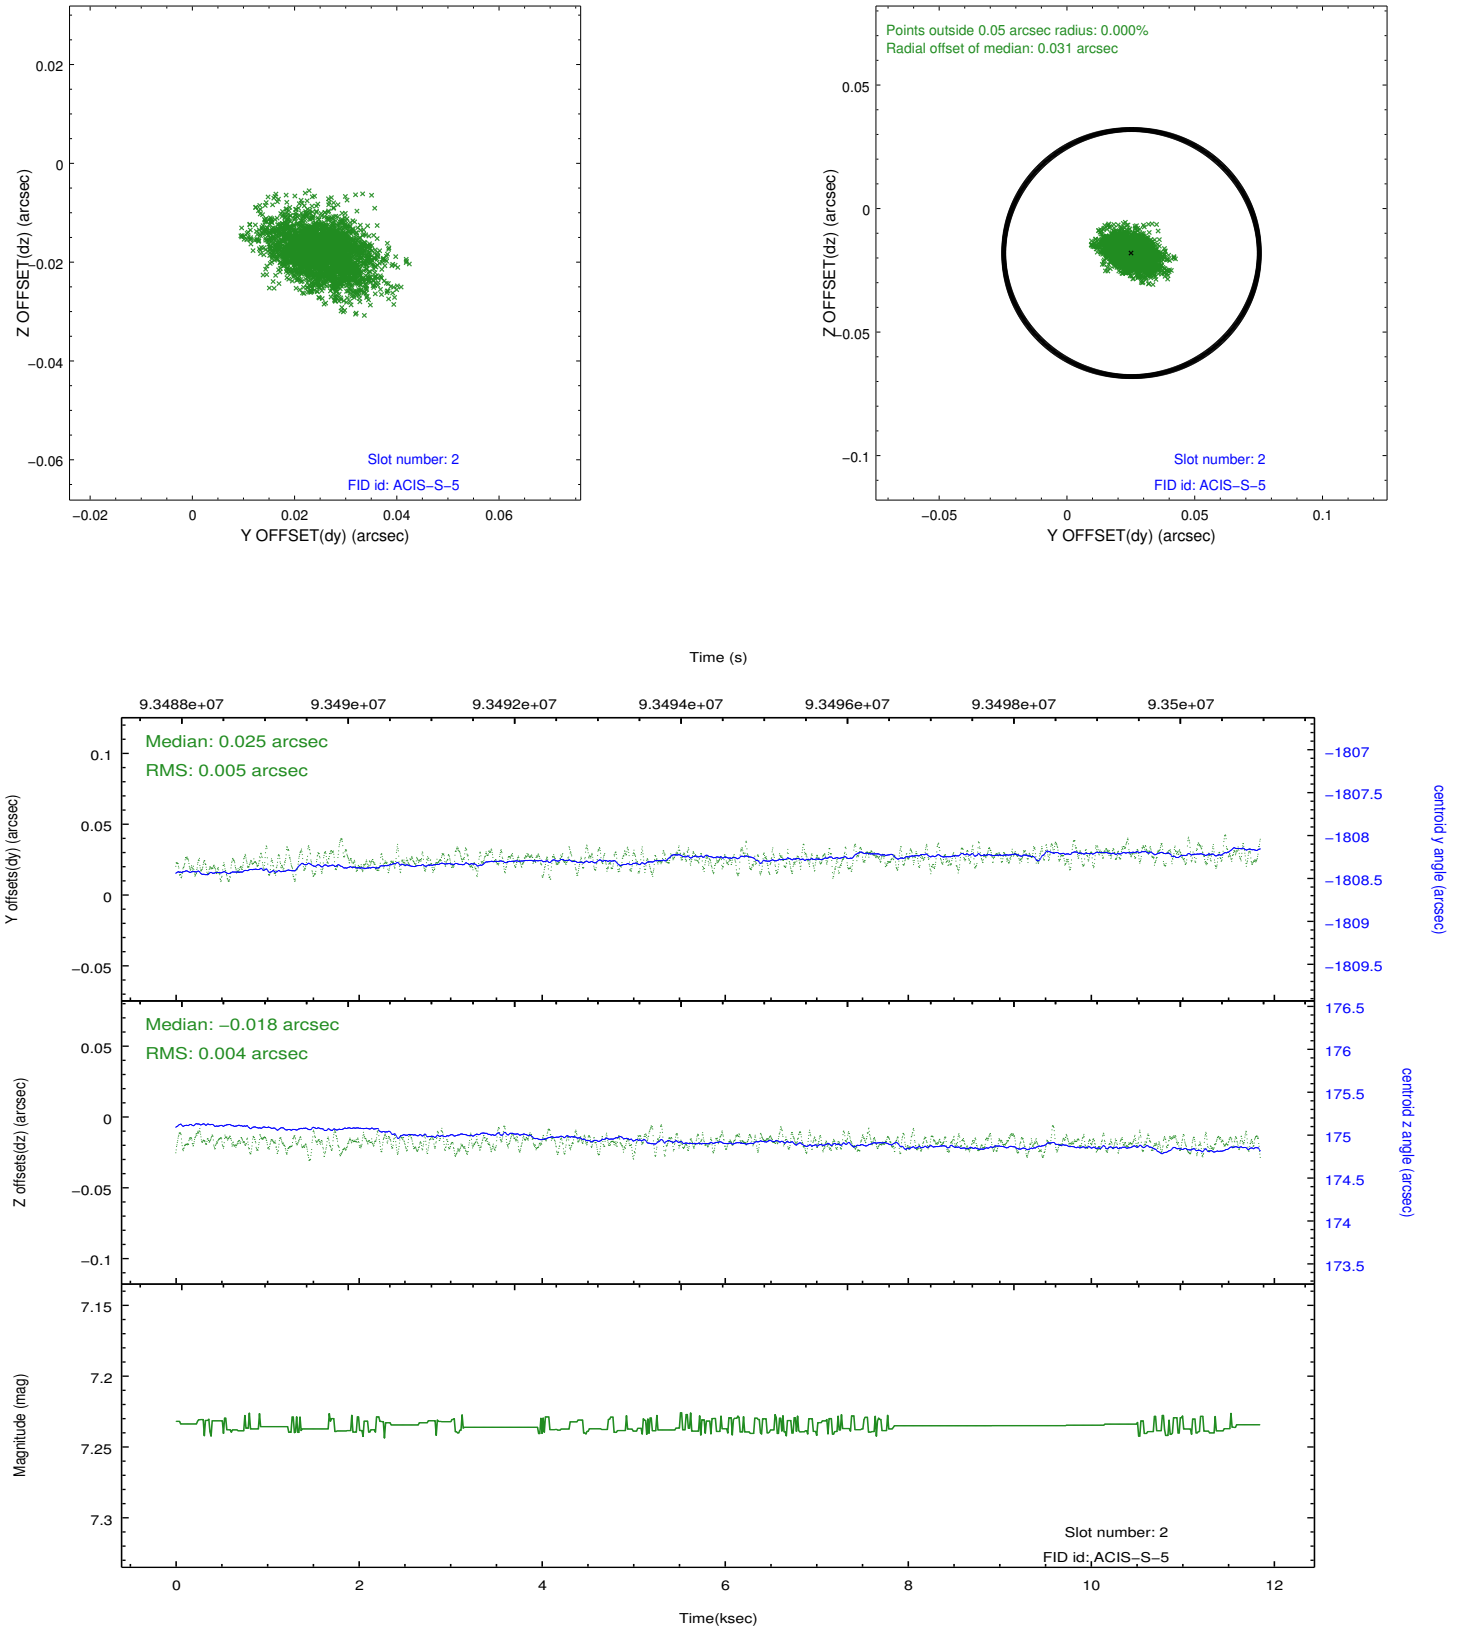 0.02
0
−0.02
−0.04
−0.06
Z OFFSET(dz) (arcsec)
−0.02
0
0.02
0.04
0.06
Y OFFSET(dy) (arcsec)
Slot number: 2
FID id: ACIS−S−5
Points outside 0.05 arcsec radius: 0.000%
Radial offset of median: 0.031 arcsec
0.05
0
−0.05
−0.1
Z OFFSET(dz) (arcsec)
−0.05
0
0.05
0.1
Y OFFSET(dy) (arcsec)
Slot number: 2
FID id: ACIS−S−5
Time (s)
9.3488e+07
9.349e+07
9.3492e+07
9.3494e+07
9.3496e+07
9.3498e+07
9.35e+07
Median: 0.025 arcsec
RMS: 0.005 arcsec
0.1
0.05
0
−0.05
Y offsets(dy) (arcsec)
−1807
−1807.5
−1808
−1808.5
−1809
−1809.5
centroid y angle (arcsec)
Median: −0.018 arcsec
RMS: 0.004 arcsec
0.05
0
−0.05
−0.1
Z offsets(dz) (arcsec)
176.5
176
175.5
175
174.5
174
173.5
centroid z angle (arcsec)
7.15
7.2
7.25
7.3
Magnitude (mag)
Slot number: 2
FID id: ACIS−S−5
0
2
4
6
8
10
12
Time(ksec)